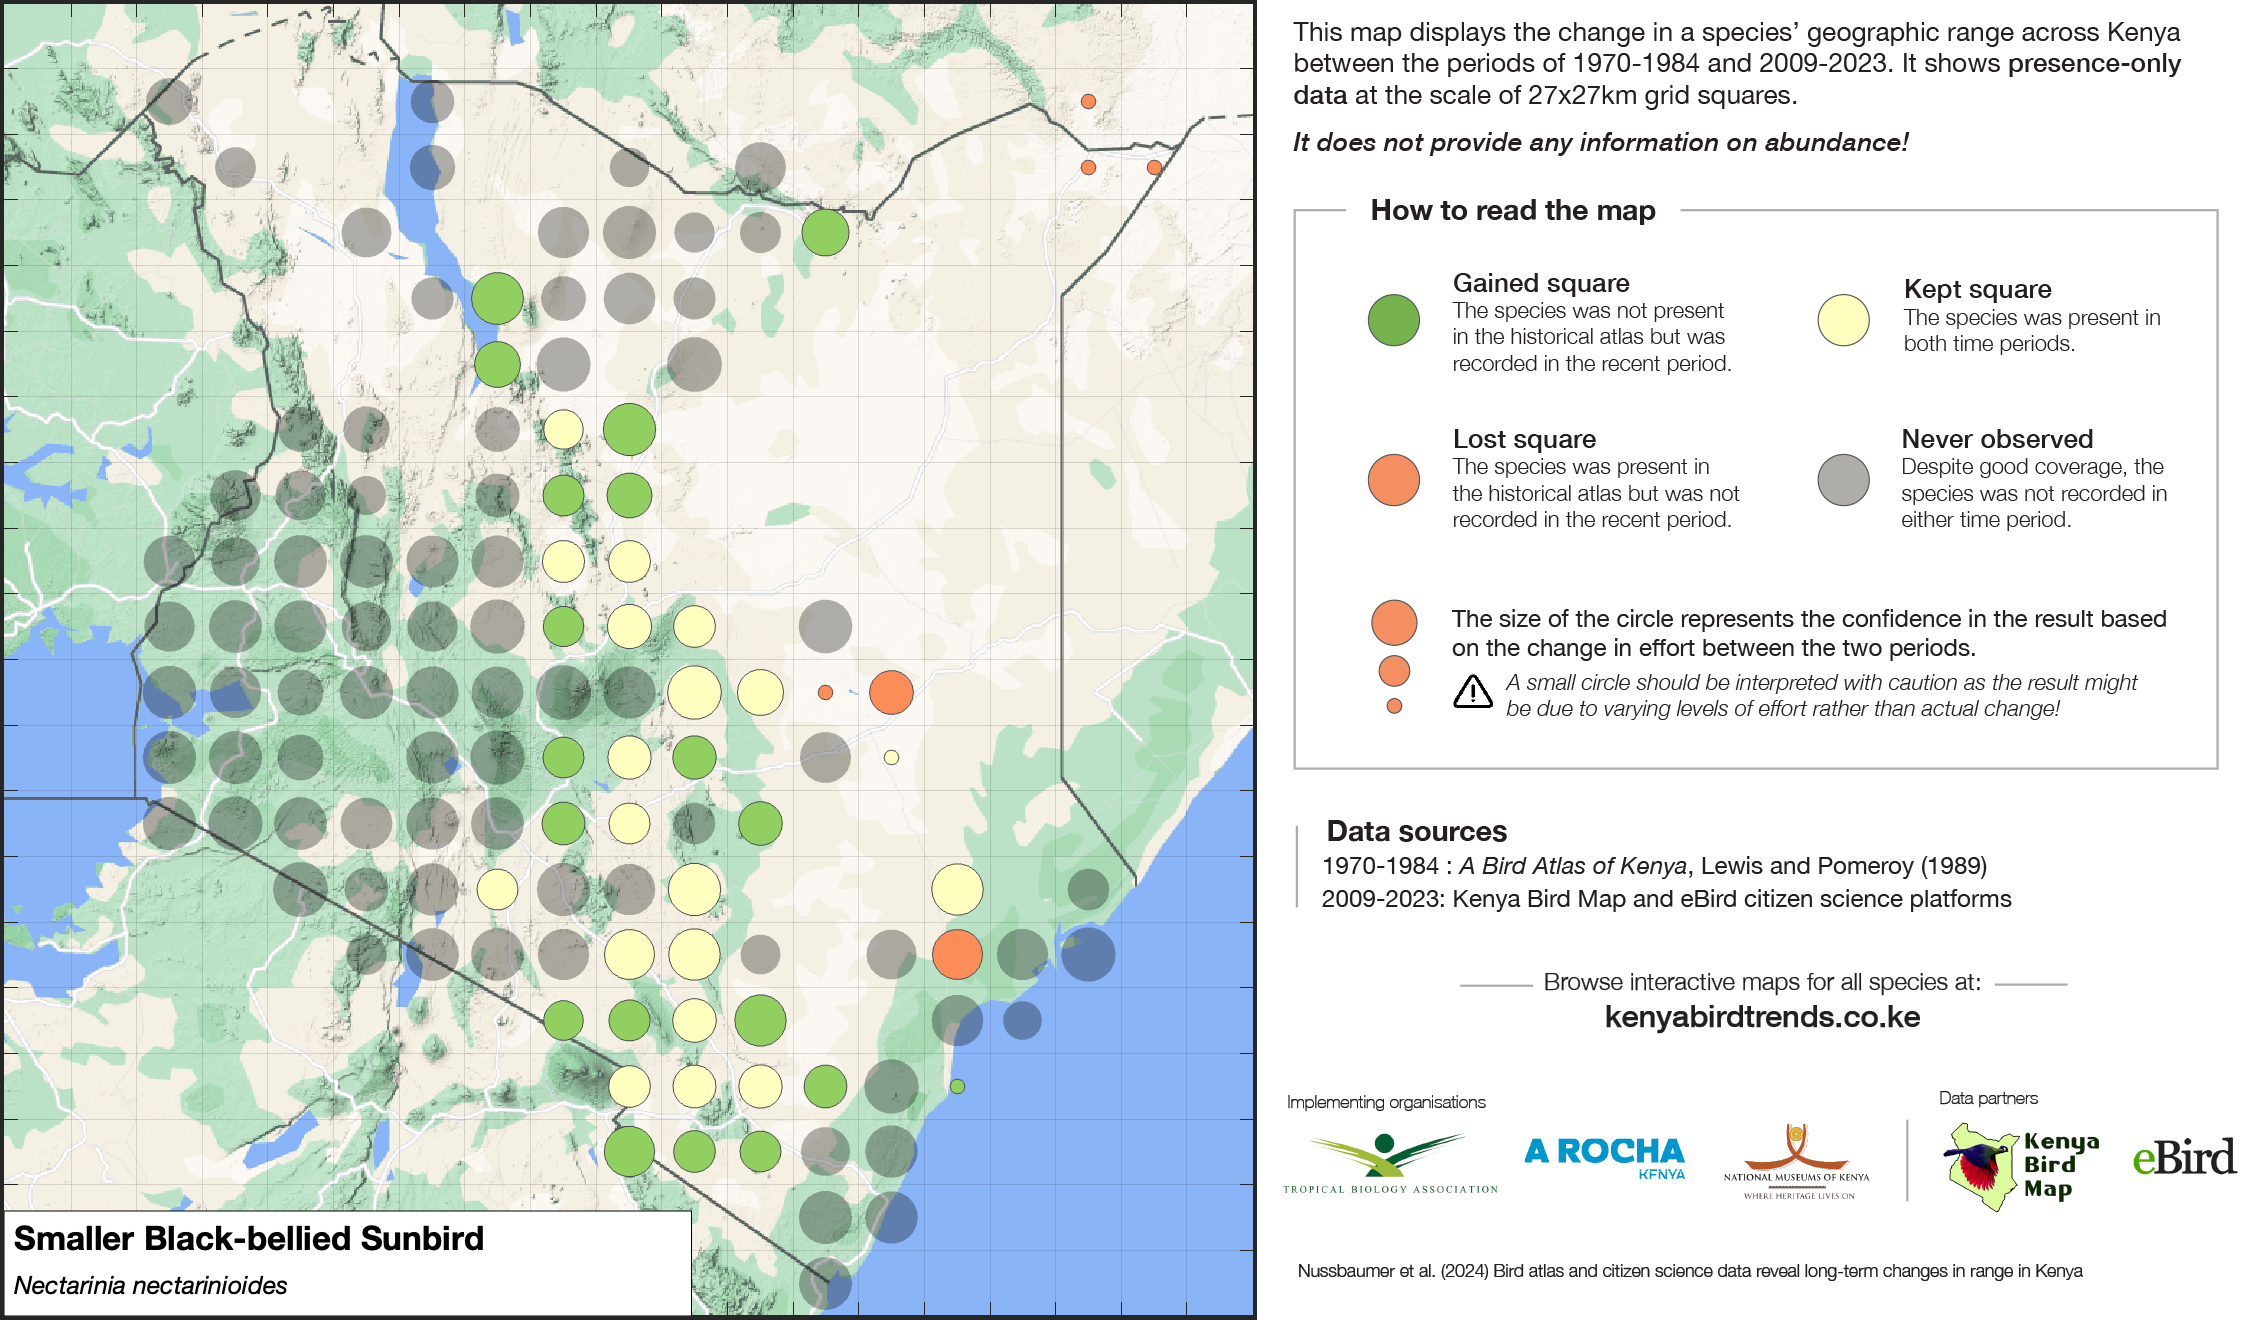 This map displays the change in a species’ geographic range across Kenya
between the periods of 1970-1984 and 2009-2023. It shows presence-only
data at the scale of 27x27km grid squares.
It does not provide any information on abundance!
How to read the map
Gained square
The species was not present
in the historical atlas but was
recorded in the recent period.
Kept square
The species was present in
both time periods.
Lost square
The species was present in
the historical atlas but was not
recorded in the recent period.
Never observed
Despite good coverage, the
species was not recorded in
either time period.
The size of the circle represents the confidence in the result based
on the change in effort between the two periods.
A small circle should be interpreted with caution as the result might
be due to varying levels of effort rather than actual change!
Data sources
1970-1984 : A Bird Atlas of Kenya, Lewis and Pomeroy (1989)
2009-2023: Kenya Bird Map and eBird citizen science platforms
Browse interactive maps for all species at:
kenyabirdtrends.co.ke
Implementing organisations
Data partners
TROPICAL BIOLOGY ASSOCIATION
A ROCHA
KENYA
NATIONAL MUSEUMS OF KENYA
WHERE HERITAGE LIVES ON
Kenya
Bird
Map
eBird
Smaller Black-bellied Sunbird
Nectarinia nectarinioides
Nussbaumer et al. (2024) Bird atlas and citizen science data reveal long-term changes in range in Kenya